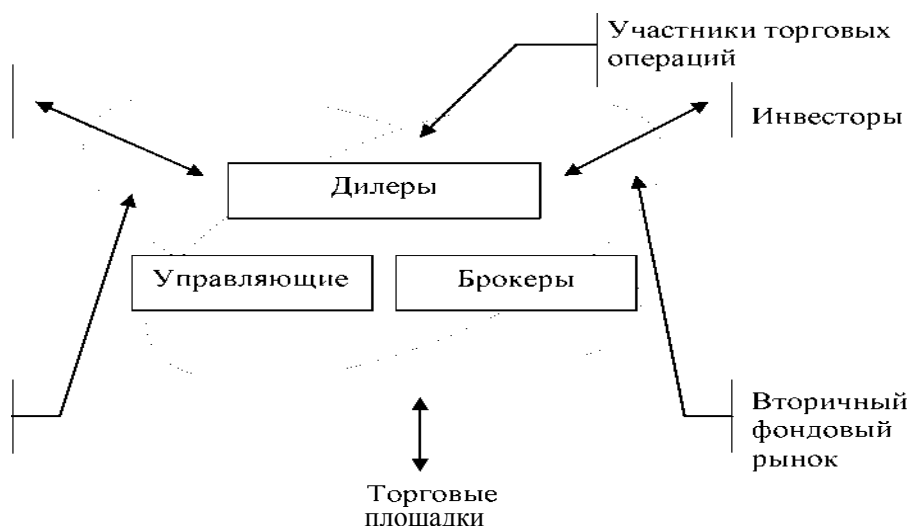 Участники торговых
операций
Инвесторы
Дилеры
Управляющие
Брокеры
Вторичный
фондовый
рынок
Торговые
площадки